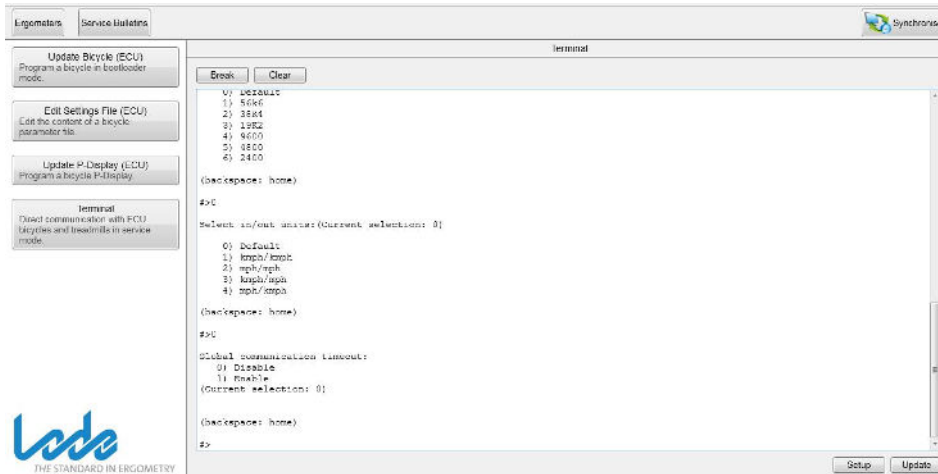 Ergometers
Service Bulletins
Synchronise
Update Bicycle (ECU)
Program a bicycle in bootloader
mode.
Edit Settings File (ECU)
Edit the content of a bicycle
parameter file.
Update P-Display (ECU)
Program a bicycle P-Display.
Terminal
Direct communication with ECU
bicycles and treadmills in service
mode.
Lode
THE STANDARD IN ERGOMETRY
Terminal
Break
Clear
0) Default
1) 56k6
2) 38k4
3) 19K2
4) 9600
5) 4800
6) 2400
(backspace: home)
#>0
Select in/out units:(Current selection: 0)
0) Default
1) kmph/kmph
2) mph/mph
3) kmph/mph
4) mph/kmph
(backspace: home)
#>0
Global communication timeout:
0) Disable
1) Enable
(Current selection: 0)
(backspace: home)
#>
Setup
Update